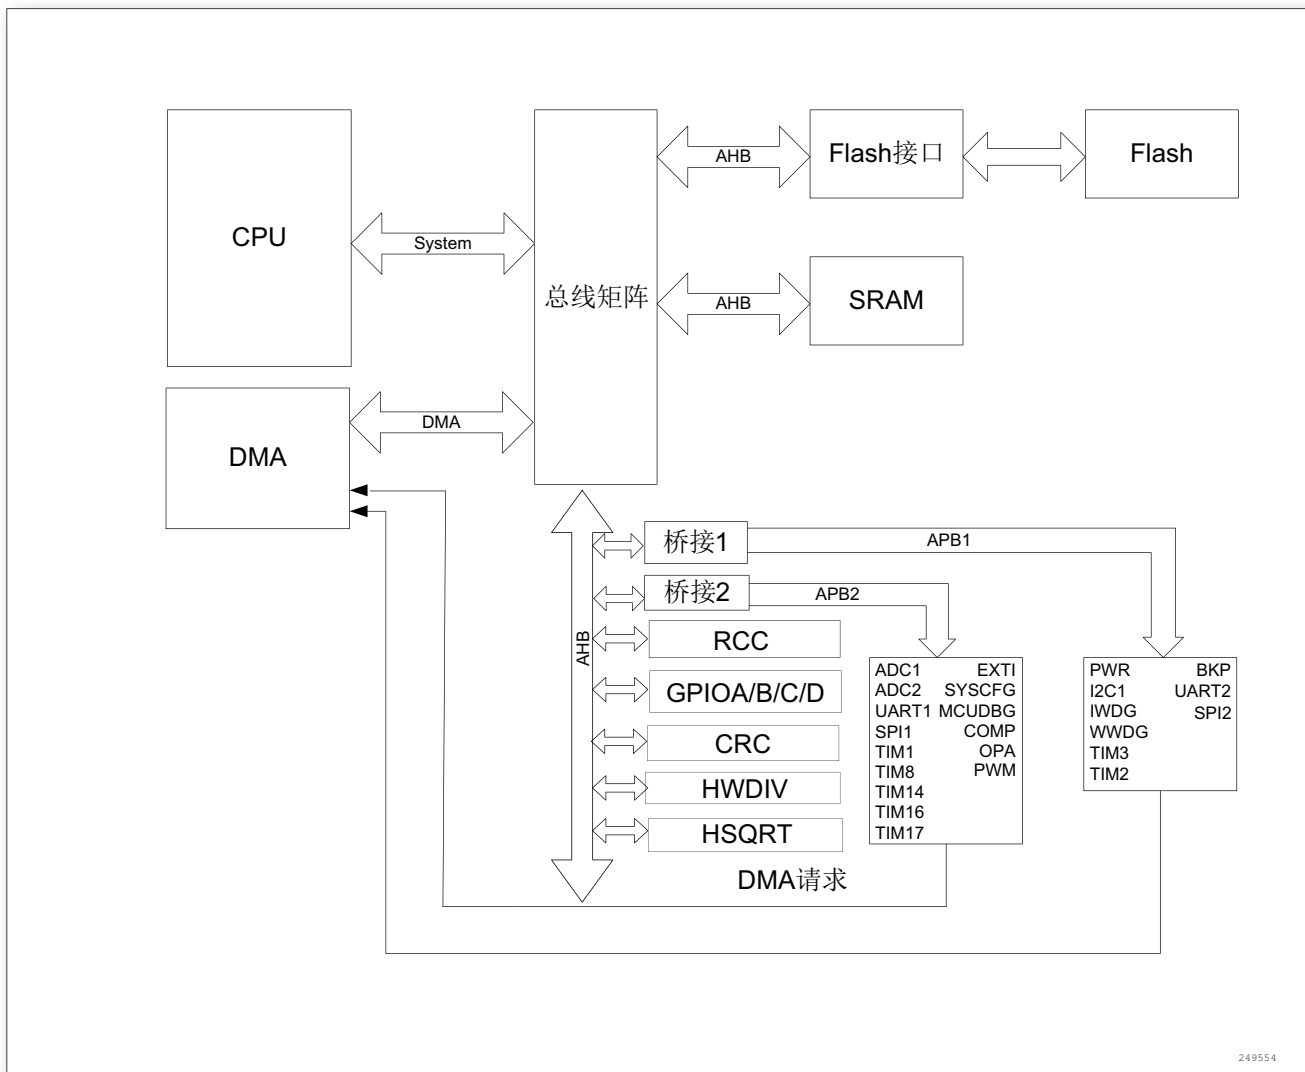 CPU
System
总线矩阵
AHB
Flash接口
Flash
AHB
SRAM
DMA
DMA
AHB
桥接1
APB1
桥接2
APB2
RCC
GPIOA/B/C/D
CRC
HWDIV
HSQRT
ADC1 EXTI
ADC2 SYSCFG
UART1 MCUDBG
SPI1 COMP
TIM1 OPA
TIM8 PWM
TIM14
TIM16
TIM17
PWR BKP
I2C1 UART2
IWDG SPI2
WWDG
TIM3
TIM2
DMA请求
249554